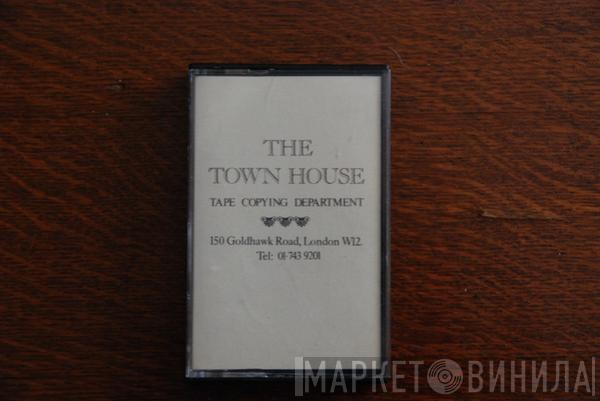 THE
TOWN HOUSE
TAPE COPYING DEPARTMENT
150 Goldhawk Road, London W12.
Tel: 01-743 9201
МАРКЕТ ВИНИЛА